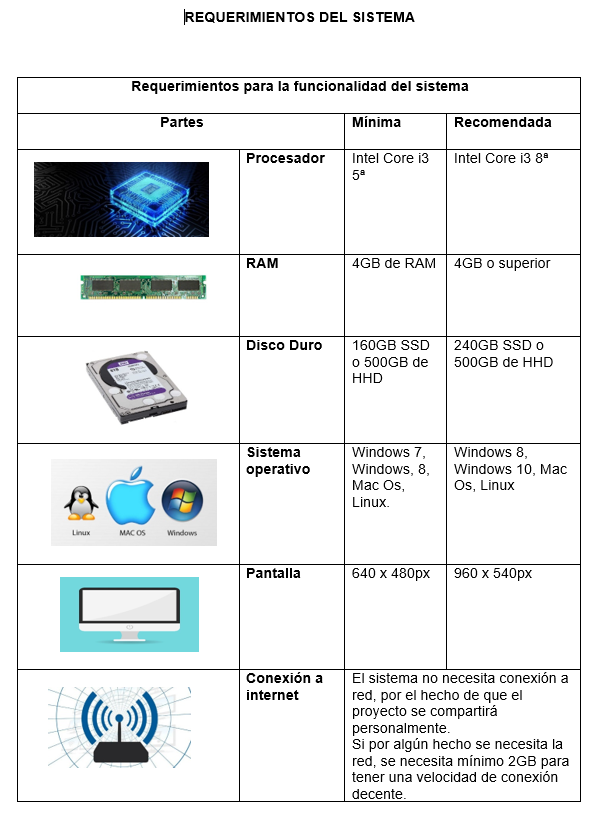 REQUERIMIENTOS DEL SISTEMA
Requerimientos para la funcionalidad del sistema
Partes
Mínima
Recomendada
Procesador
Intel Core i3
5ª
Intel Core i3 8ª
RAM
4GB de RAM
4GB o superior
Disco Duro
160GB SSD
o 500GB de
HHD
240GB SSD o
500GB de HHD
Sistema
operativo
Windows 7,
Windows, 8,
Mac Os,
Linux.
Windows 8,
Windows 10, Mac
Os, Linux
Linux
MAC OS
Windows
Pantalla
640 x 480px
960 x 540px
Conexión a
internet
El sistema no necesita conexión a
red, por el hecho de que el
proyecto se compartirá
personalmente.
Si por algún hecho se necesita la
red, se necesita mínimo 2GB para
tener una velocidad de conexión
decente.